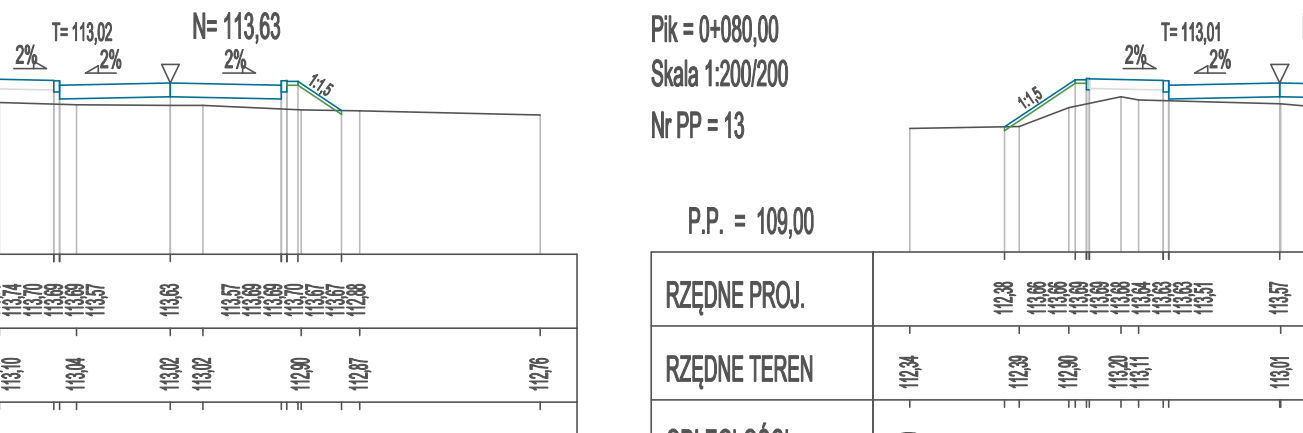 T= 113,02
N= 113,63
2%
2%
2%
1:1,5
113,74 113,70 113,69 113,69 113,57 113,63 113,57 113,69 113,69 113,70 113,67 113,67 112,88
113,10 113,04 113,02 113,02 112,90 112,87 112,76
Pik = 0+080,00
Skala 1:200/200
Nr PP = 13
T= 113,01
2%
2%
1:1,5
P.P. = 109,00
RZĘDNE PROJ.
112,38 113,66 113,66 113,69 113,69 113,68 113,64 113,63 113,63 113,51 113,57
RZĘDNE TEREN
112,34 112,39 112,90 113,20 113,11 113,01